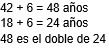 42 + 6 = 48 años
18 + 6 = 24 años
48 es el doble de 24